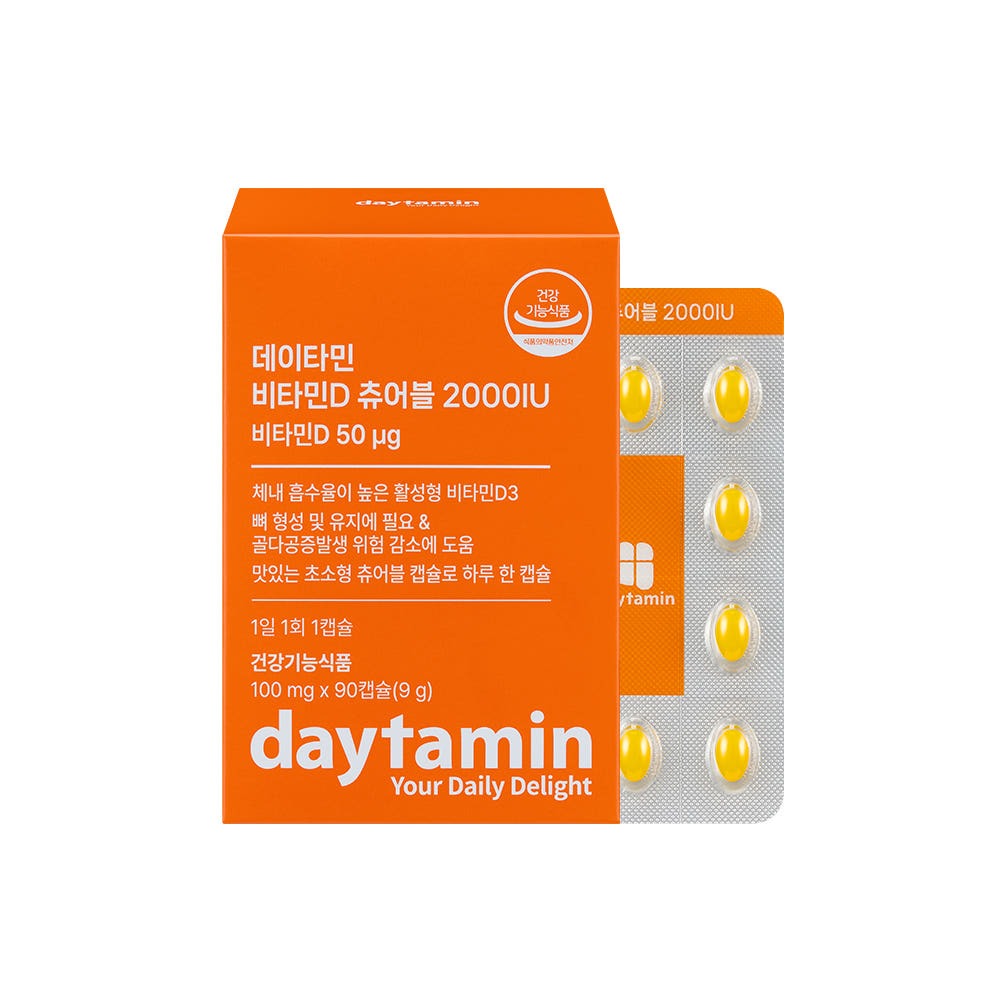 daytamin
건강
기능식품
식품의약품안전처
데이타민
비타민D 츄어블 2000IU
비타민D 50 µg
체내 흡수율이 높은 활성형 비타민D3
뼈 형성 및 유지에 필요 &
골다공증발생 위험 감소에 도움
맛있는 초소형 츄어블 캡슐로 하루 한 캡슐
1일 1회 1캡슐
건강기능식품
100 mg x 90캡슐(9 g)
daytamin
Your Daily Delight
어블 2000IU
ytamin